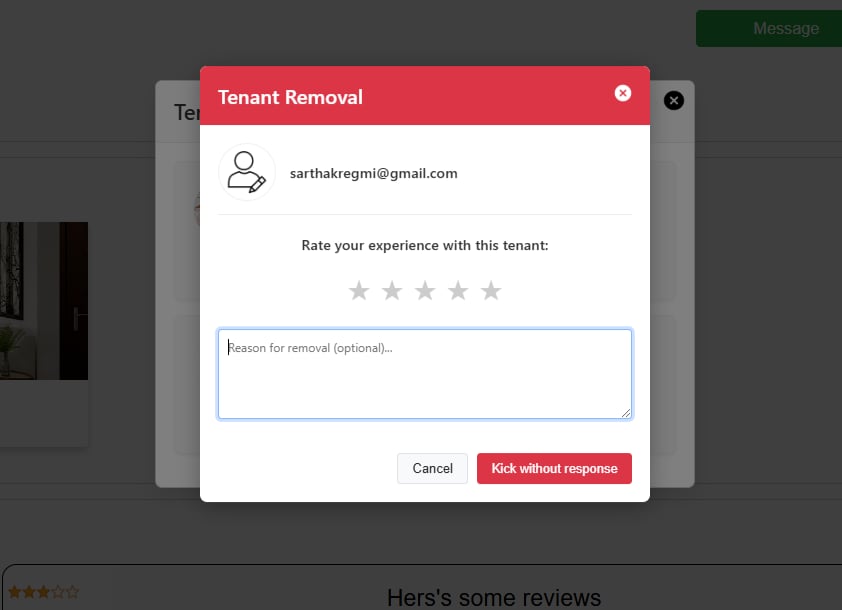 Message
Tenant Removal
Ter
sarthakregmi@gmail.com
Rate your experience with this tenant:
Reason for removal (optional)...
Cancel
Kick without response
Hers's some reviews